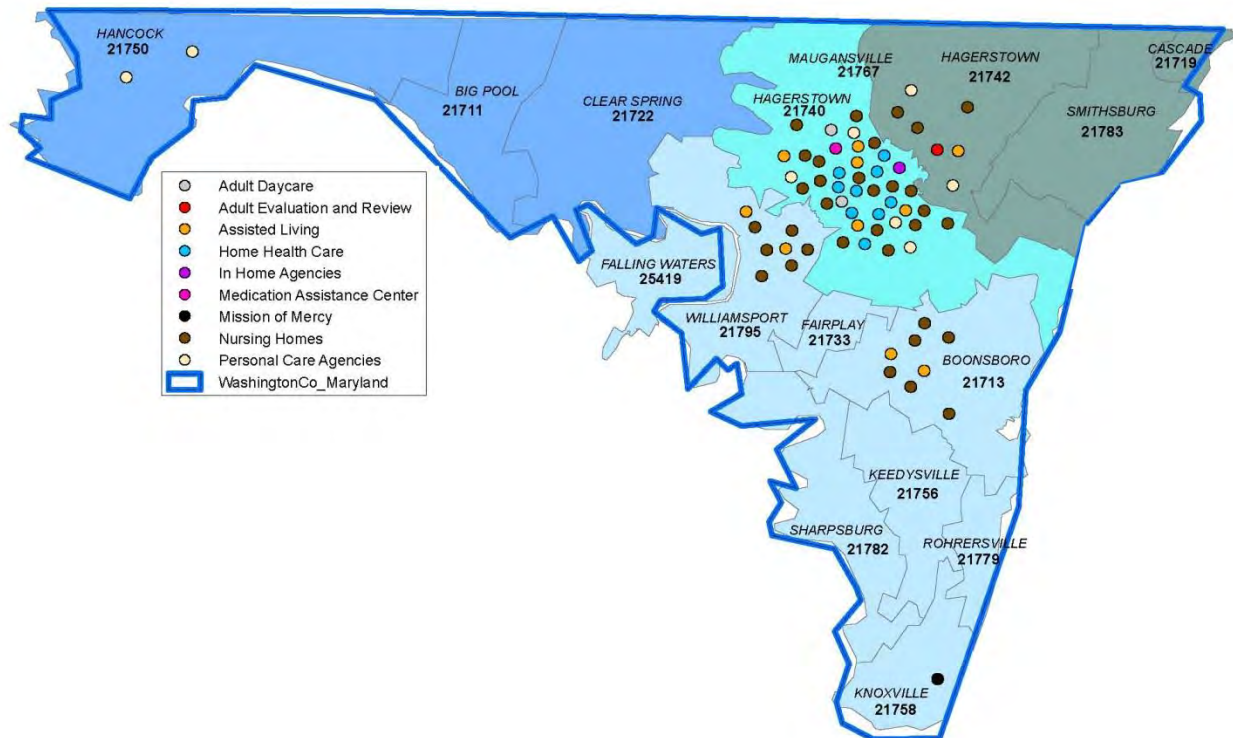 HANCOCK
21750
BIG POOL
21711
CLEAR SPRING
21722
MAUGANSVILLE
21767
HAGERSTOWN
21740
HAGERSTOWN
21742
CASCADE
21719
SMITHSBURG
21783
Adult Daycare
Adult Evaluation and Review
Assisted Living
Home Health Care
In Home Agencies
Medication Assistance Center
Mission of Mercy
Nursing Homes
Personal Care Agencies
WashingtonCo_Maryland
FALLING WATERS
25419
WILLIAMSPORT
21795
FAIRPLAY
21733
BOONSBORO
21713
KEEDYSVILLE
21756
SHARPSBURG
21782
ROHRERSVILLE
21779
KNOXVILLE
21758